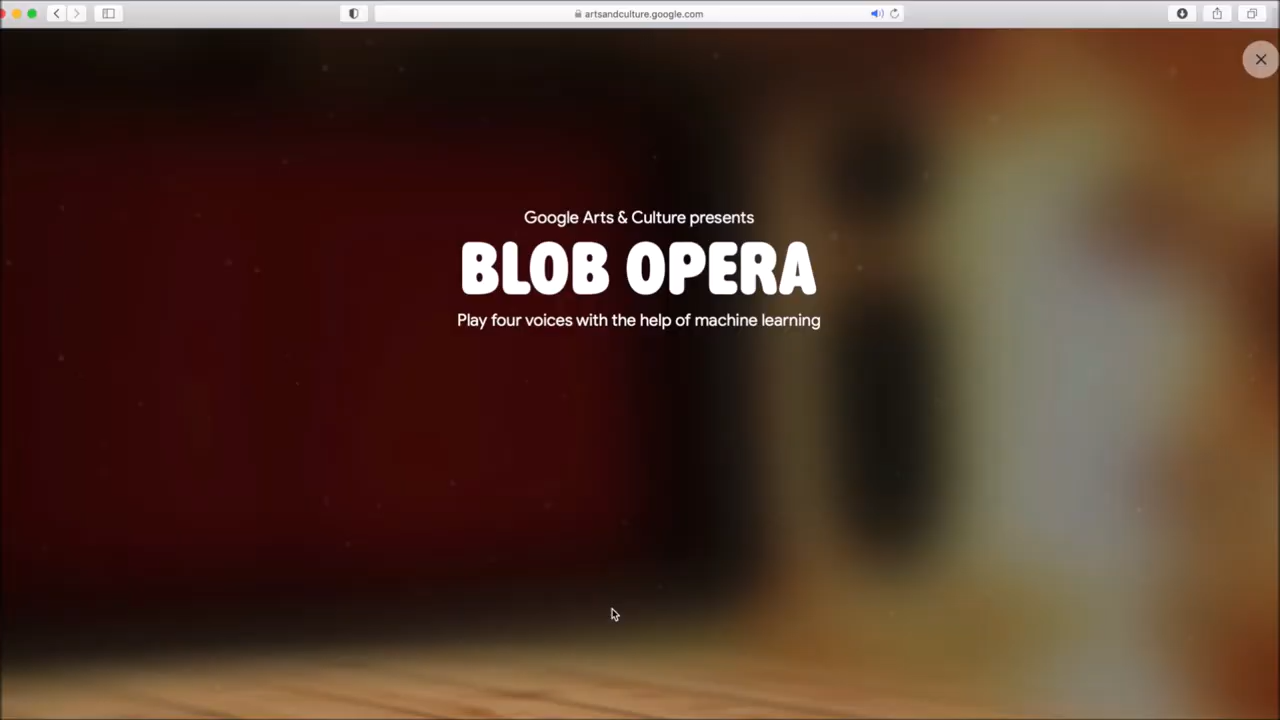 artsandculture.google.com
Google Arts & Culture presents
BLOB OPERA
Play four voices with the help of machine learning